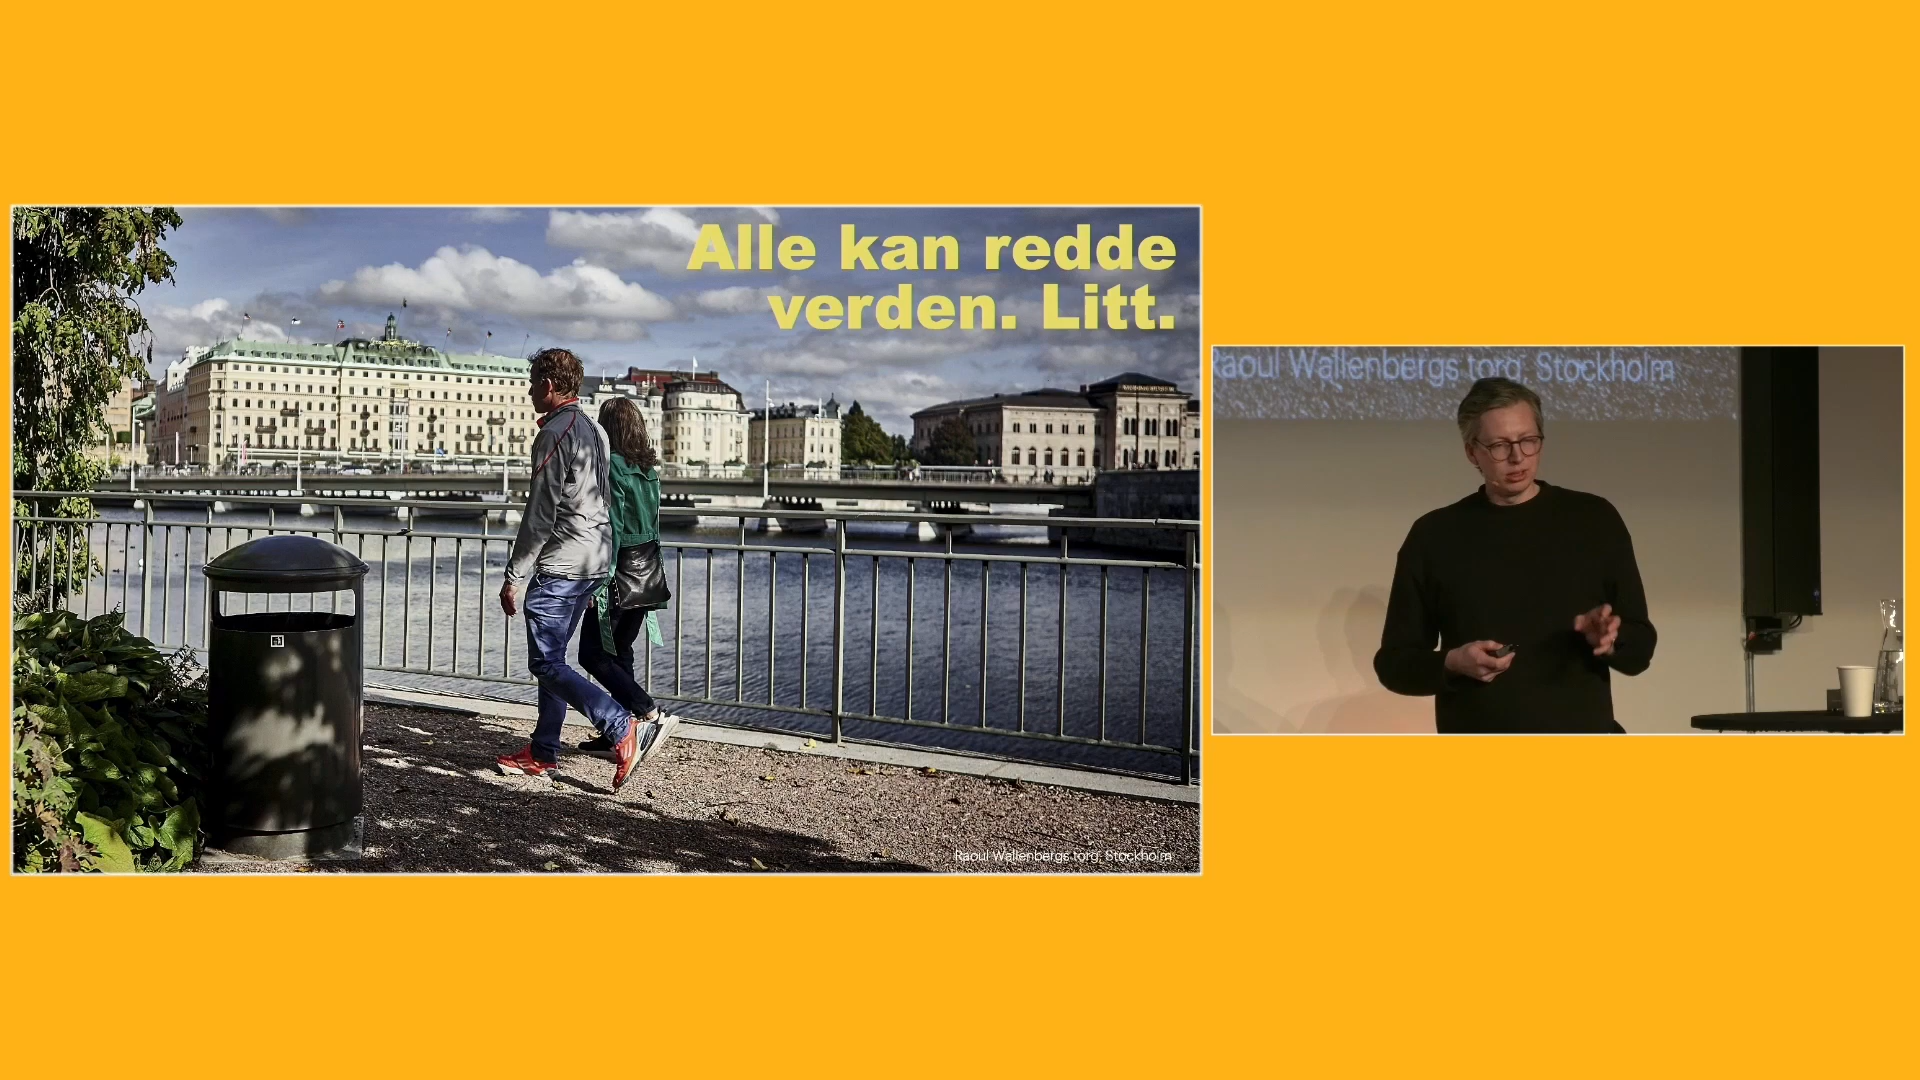 Alle kan redde
verden. Litt.
Raoul Wallenbergs torg, Stockholm
Raoul Wallenbergs torg, Stockholm